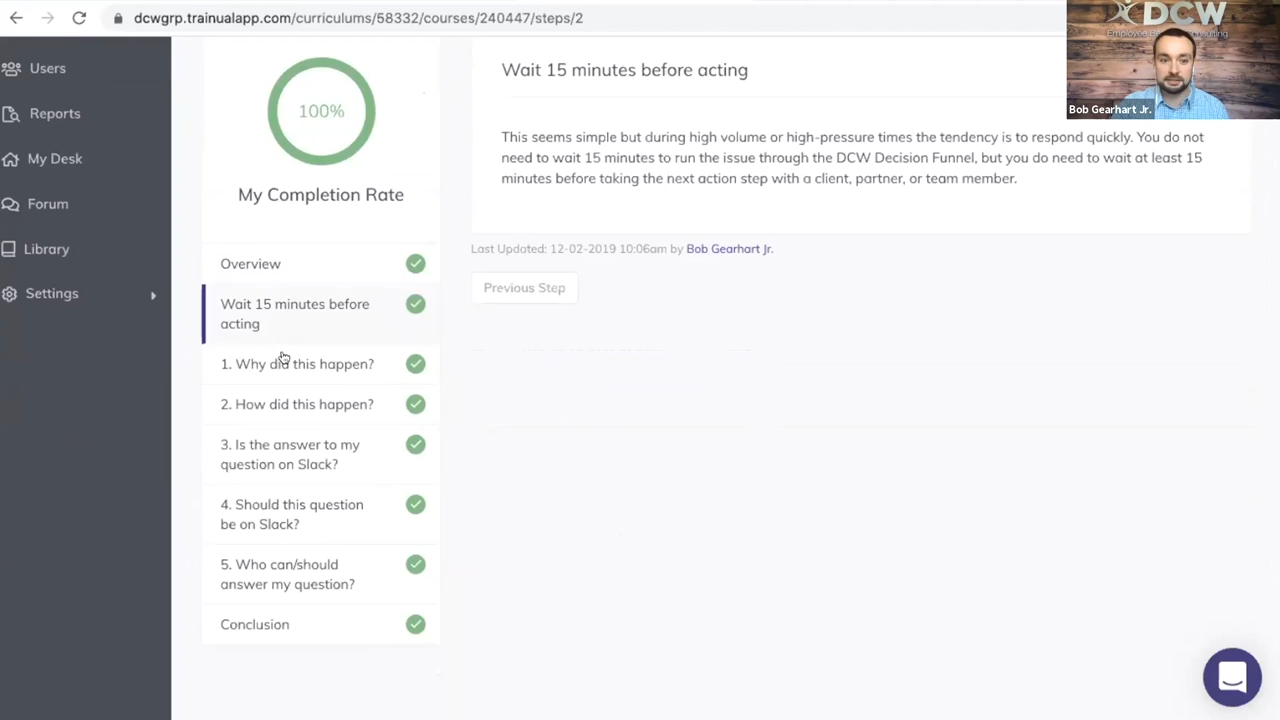 dcwgrp.trainualapp.com/curriculums/58332/courses/240447/steps/2
DCW
Bob Gearhart Jr.
Users
Reports
My Desk
Forum
Library
Settings
100%
My Completion Rate
Overview
Wait 15 minutes before
acting
1. Why did this happen?
2. How did this happen?
3. Is the answer to my
question on Slack?
4. Should this question
be on Slack?
5. Who can/should
answer my question?
Conclusion
Wait 15 minutes before acting
This seems simple but during high volume or high-pressure times the tendency is to respond quickly. You do not
need to wait 15 minutes to run the issue through the DCW Decision Funnel, but you do need to wait at least 15
minutes before taking the next action step with a client, partner, or team member.
Last Updated: 12-02-2019 10:06am by Bob Gearhart Jr.
Previous Step